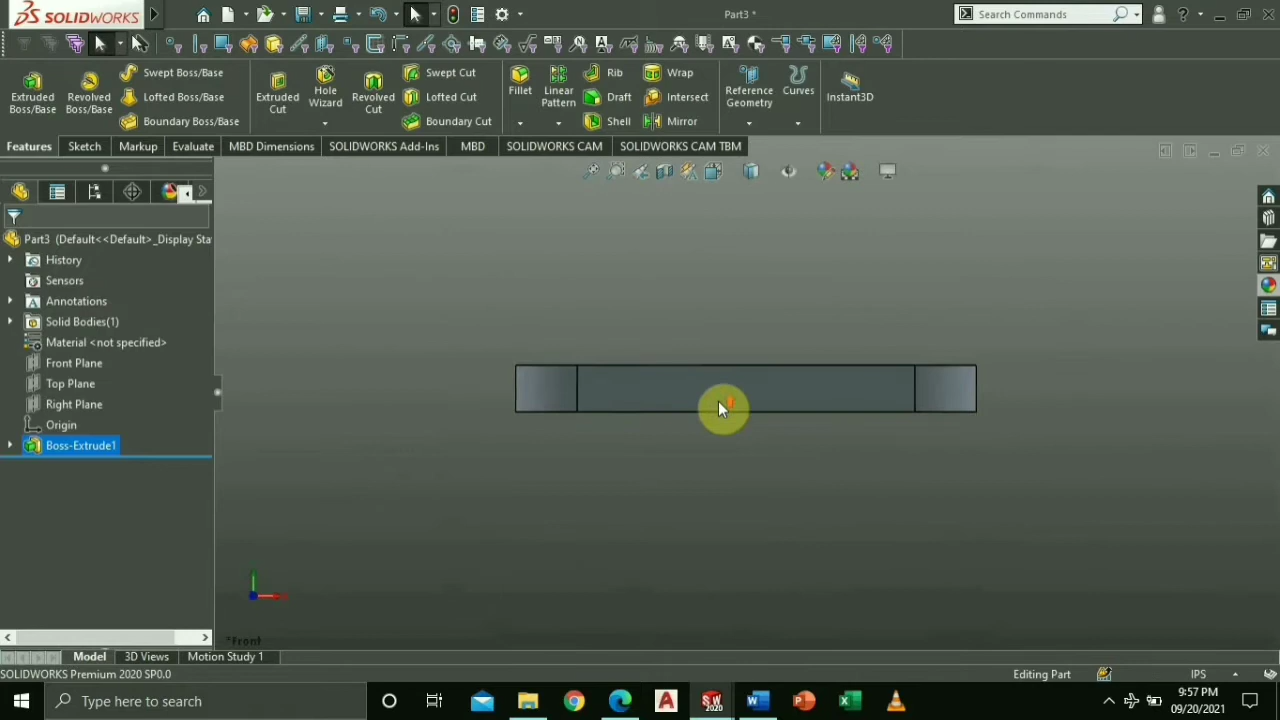 SOLIDWORKS
Part3 *
Search Commands
Extruded Boss/Base
Revolved Boss/Base
Swept Boss/Base
Lofted Boss/Base
Boundary Boss/Base
Extruded Cut
Hole Wizard
Revolved Cut
Swept Cut
Lofted Cut
Boundary Cut
Fillet
Linear Pattern
Rib
Draft
Shell
Wrap
Intersect
Mirror
Reference Geometry
Curves
Instant3D
Features
Sketch
Markup
Evaluate
MBD Dimensions
SOLIDWORKS Add-Ins
MBD
SOLIDWORKS CAM
SOLIDWORKS CAM TBM
Part3 (Default<<Default>_Display Sta
History
Sensors
Annotations
Solid Bodies(1)
Material <not specified>
Front Plane
Top Plane
Right Plane
Origin
Boss-Extrude1
*Front
Model
3D Views
Motion Study 1
SOLIDWORKS Premium 2020 SP0.0
Editing Part
IPS
Type here to search
9:57 PM
09/20/2021